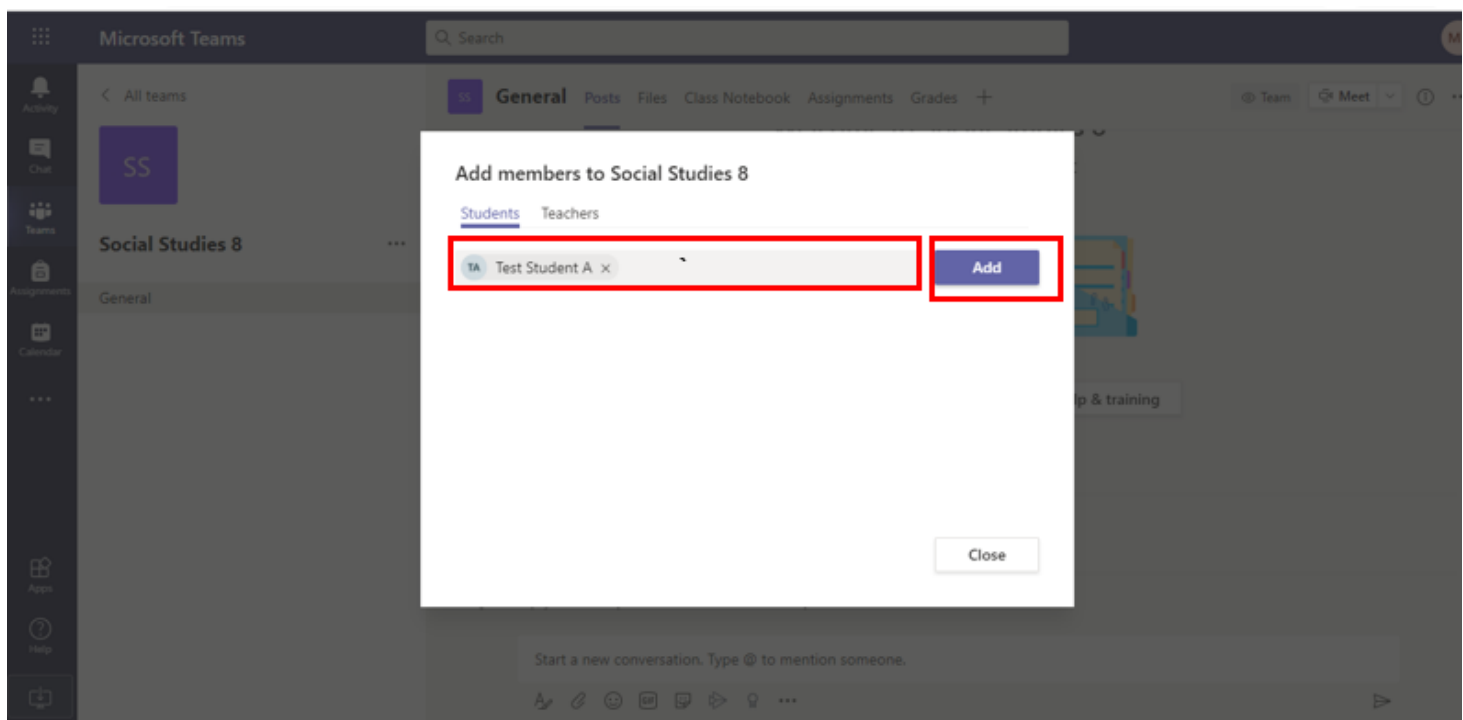 Microsoft Teams
Search
M
Activity
All teams
SS
General Posts Files Class Notebook Assignments Grades
Team
Meet
Chat
SS
Add members to Social Studies 8
Teams
Students Teachers
Social Studies 8
TA Test Student A
Add
Assignments
General
Calendar
lp & training
Close
Apps
Help
Start a new conversation. Type @ to mention someone.
GIF